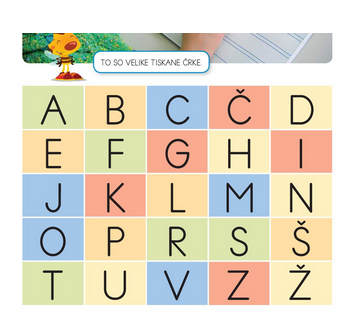 TO SO VELIKE TISKANE ČRKE.
A B C Č D
E F G H I
J K L M N
O P R S Š
T U V Z Ž